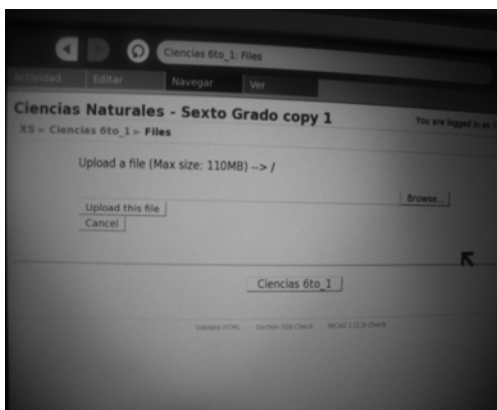 Ciencias 6to_1: Files
Actividad Editar Navegar Ver
Ciencias Naturales - Sexto Grado copy 1
You are logged in as
XS ► Ciencias 6to_1 ► Files
Upload a file (Max size: 110MB) --> /
Browse...
Upload this file
Cancel
Ciencias 6to_1
Validate HTML Section 508 Check WCAG 1 (2,3) Check